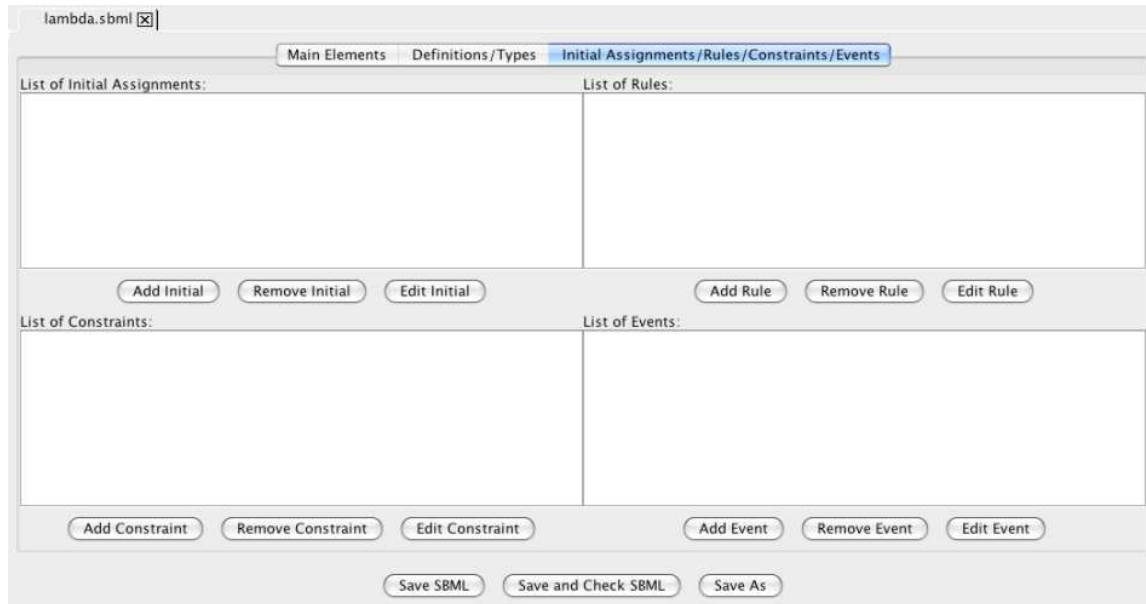 lambda.sbml
Main Elements Definitions/Types Initial Assignments/Rules/Constraints/Events
List of Initial Assignments: List of Rules:
Add Initial Remove Initial Edit Initial Add Rule Remove Rule Edit Rule
List of Constraints: List of Events:
Add Constraint Remove Constraint Edit Constraint Add Event Remove Event Edit Event
Save SBML Save and Check SBML Save As